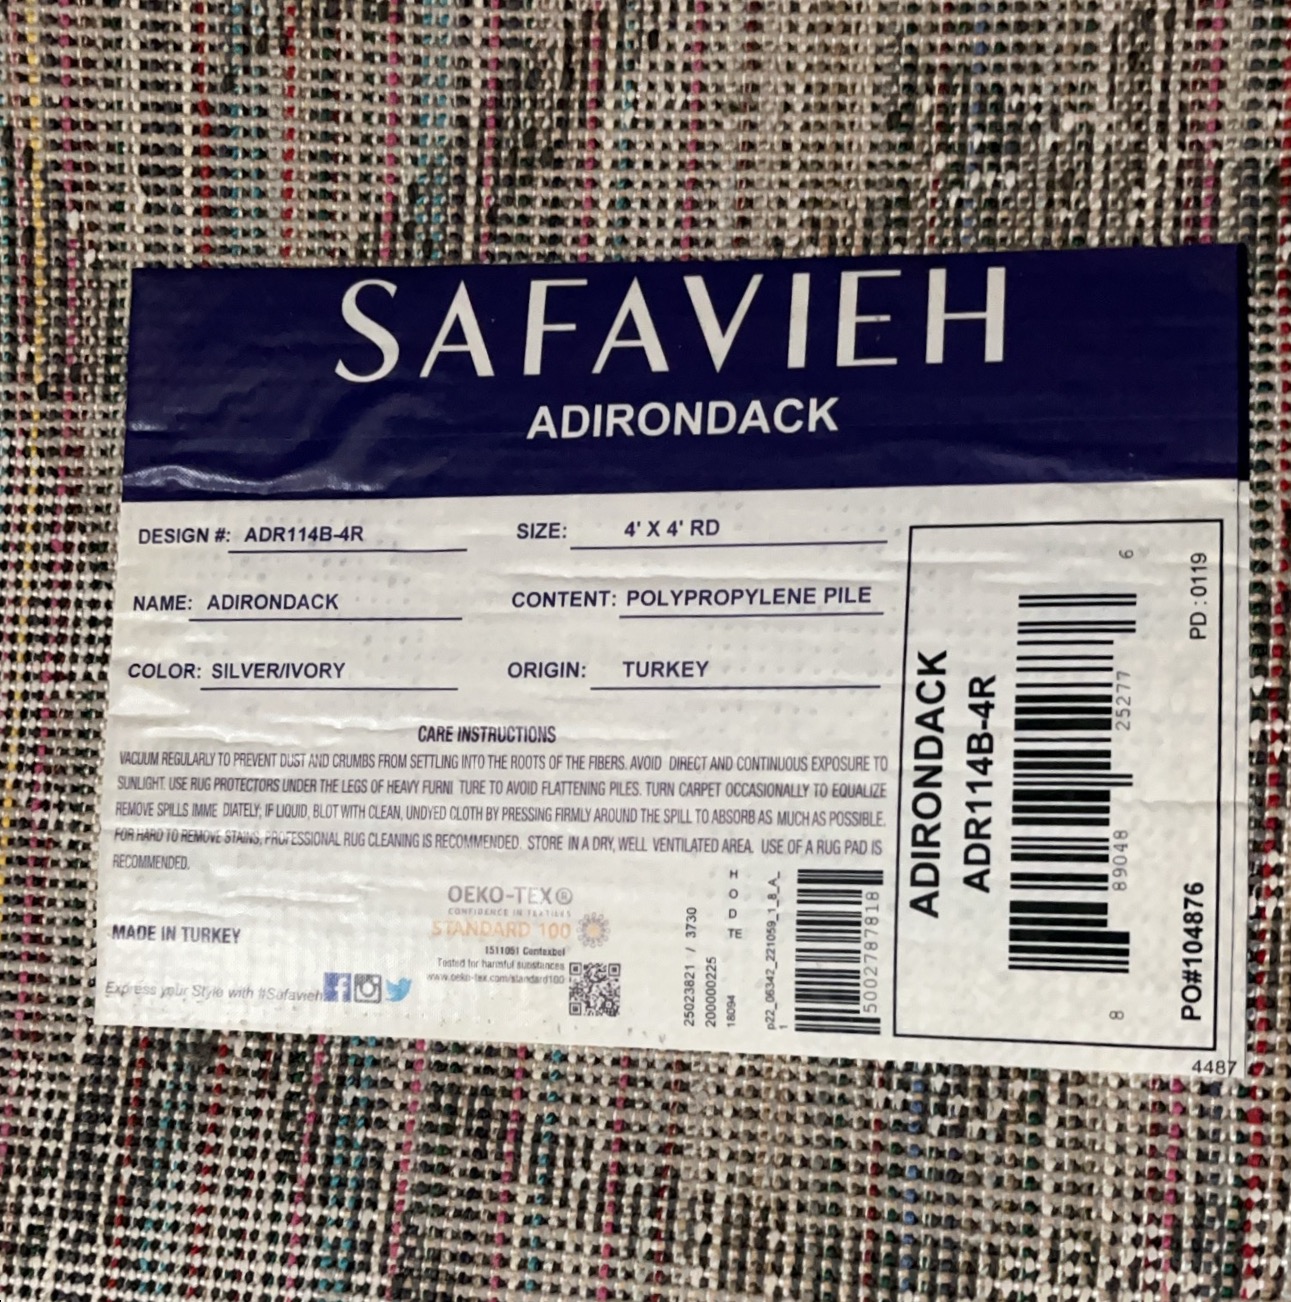 SAFAVIEH
ADIRONDACK
DESIGN #: ADR114B-4R
SIZE: 4' X 4' RD
NAME: ADIRONDACK
CONTENT: POLYPROPYLENE PILE
COLOR: SILVER/IVORY
ORIGIN: TURKEY
CARE INSTRUCTIONS
VACUUM REGULARLY TO PREVENT DUST AND CRUMBS FROM SETTLING INTO THE ROOTS OF THE FIBERS. AVOID DIRECT AND CONTINUOUS EXPOSURE TO
SUNLIGHT. USE RUG PROTECTORS UNDER THE LEGS OF HEAVY FURNI TURE TO AVOID FLATTENING PILES. TURN CARPET OCCASIONALLY TO EQUALIZE
REMOVE SPILLS IMME DIATELY; IF LIQUID, BLOT WITH CLEAN, UNDYED CLOTH BY PRESSING FIRMLY AROUND THE SPILL TO ABSORB AS MUCH AS POSSIBLE.
FOR HARD TO REMOVE STAINS, PROFESSIONAL RUG CLEANING IS RECOMMENDED. STORE IN A DRY, WELL VENTILATED AREA. USE OF A RUG PAD IS
RECOMMENDED.
MADE IN TURKEY
Express your Style with #Safavieh
OEKO-TEX®
CONFIDENCE IN TEXTILES
STANDARD 100
1511051 Centexbel
Tested for harmful substances
www.oeko-tex.com/standard100
25023821 / 3730
200000225
18094
H
O
D
TE
p22_06342_221059_1_8_A_
1
5002787818
ADIRONDACK
ADR114B-4R
8 89048 25277 6
PO#104876
PD : 0119
4487